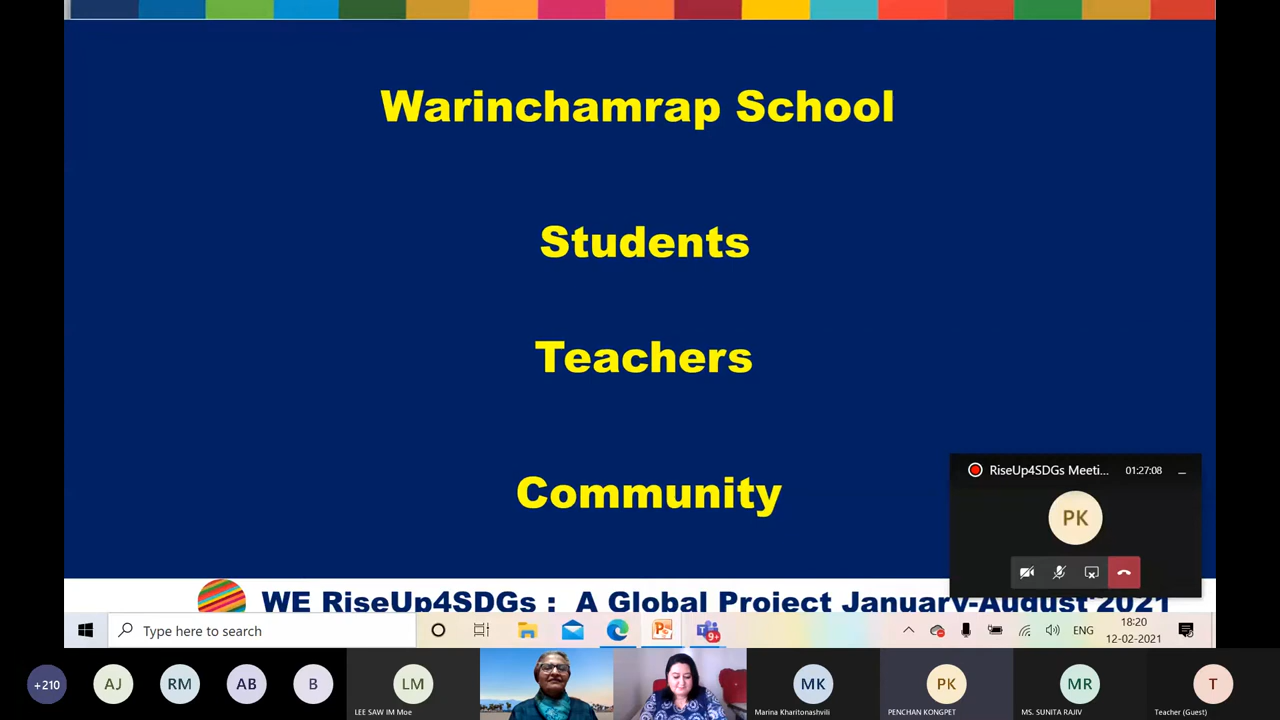 Warinchamrap School
Students
Teachers
Community
RiseUp4SDGs Meeti... 01:27:08
PK
WE RiseUp4SDGs : A Global Project January-August 2021
Type here to search
9+
ENG
18:20
12-02-2021
+210
AJ
RM
AB
B
LM
LEE SAW IM Moe
MK
Marina Kharitonashvili
PK
PENCHAN KONGPET
MR
MS. SUNITA RAJIV
T
Teacher (Guest)